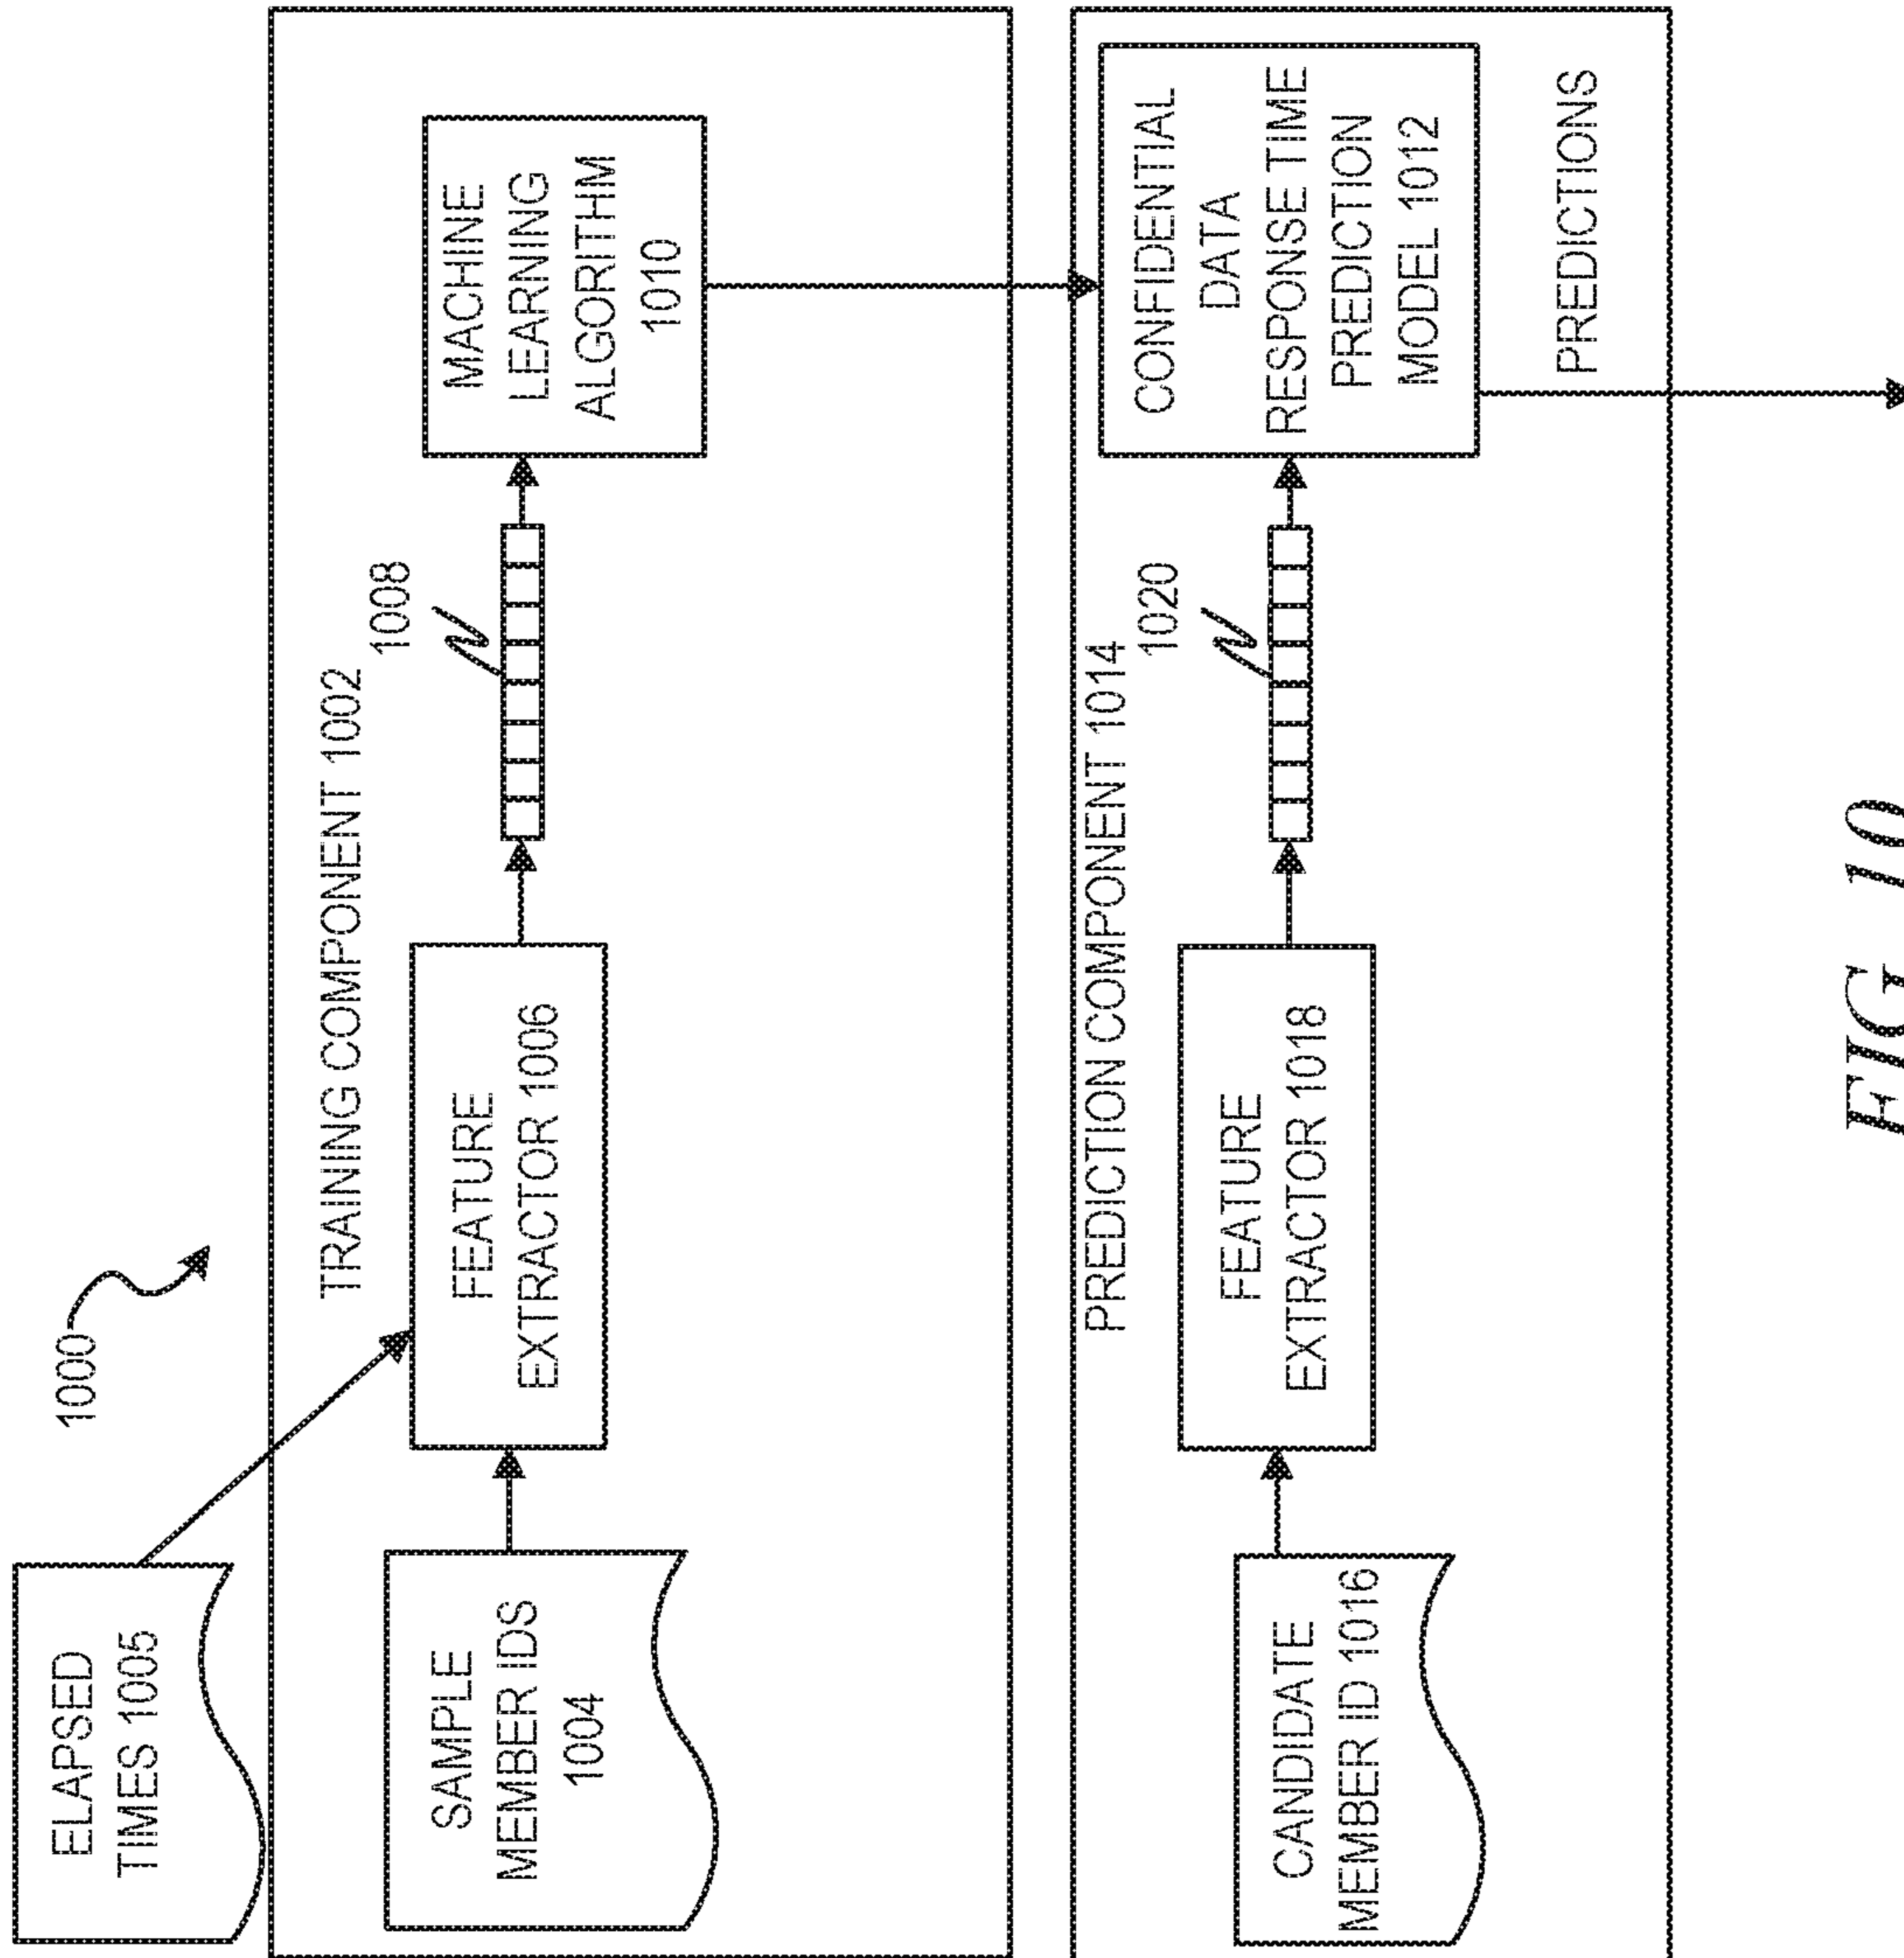 1000
ELAPSED
TIMES 1005
TRAINING COMPONENT 1002
SAMPLE
MEMBER IDS
1004
FEATURE
EXTRACTOR 1006
1008
MACHINE
LEARNING
ALGORITHM
1010
PREDICTION COMPONENT 1014
CANDIDATE
MEMBER ID 1016
FEATURE
EXTRACTOR 1018
1020
CONFIDENTIAL
DATA
RESPONSE TIME
PREDICTION
MODEL 1012
PREDICTIONS
FIG. 10